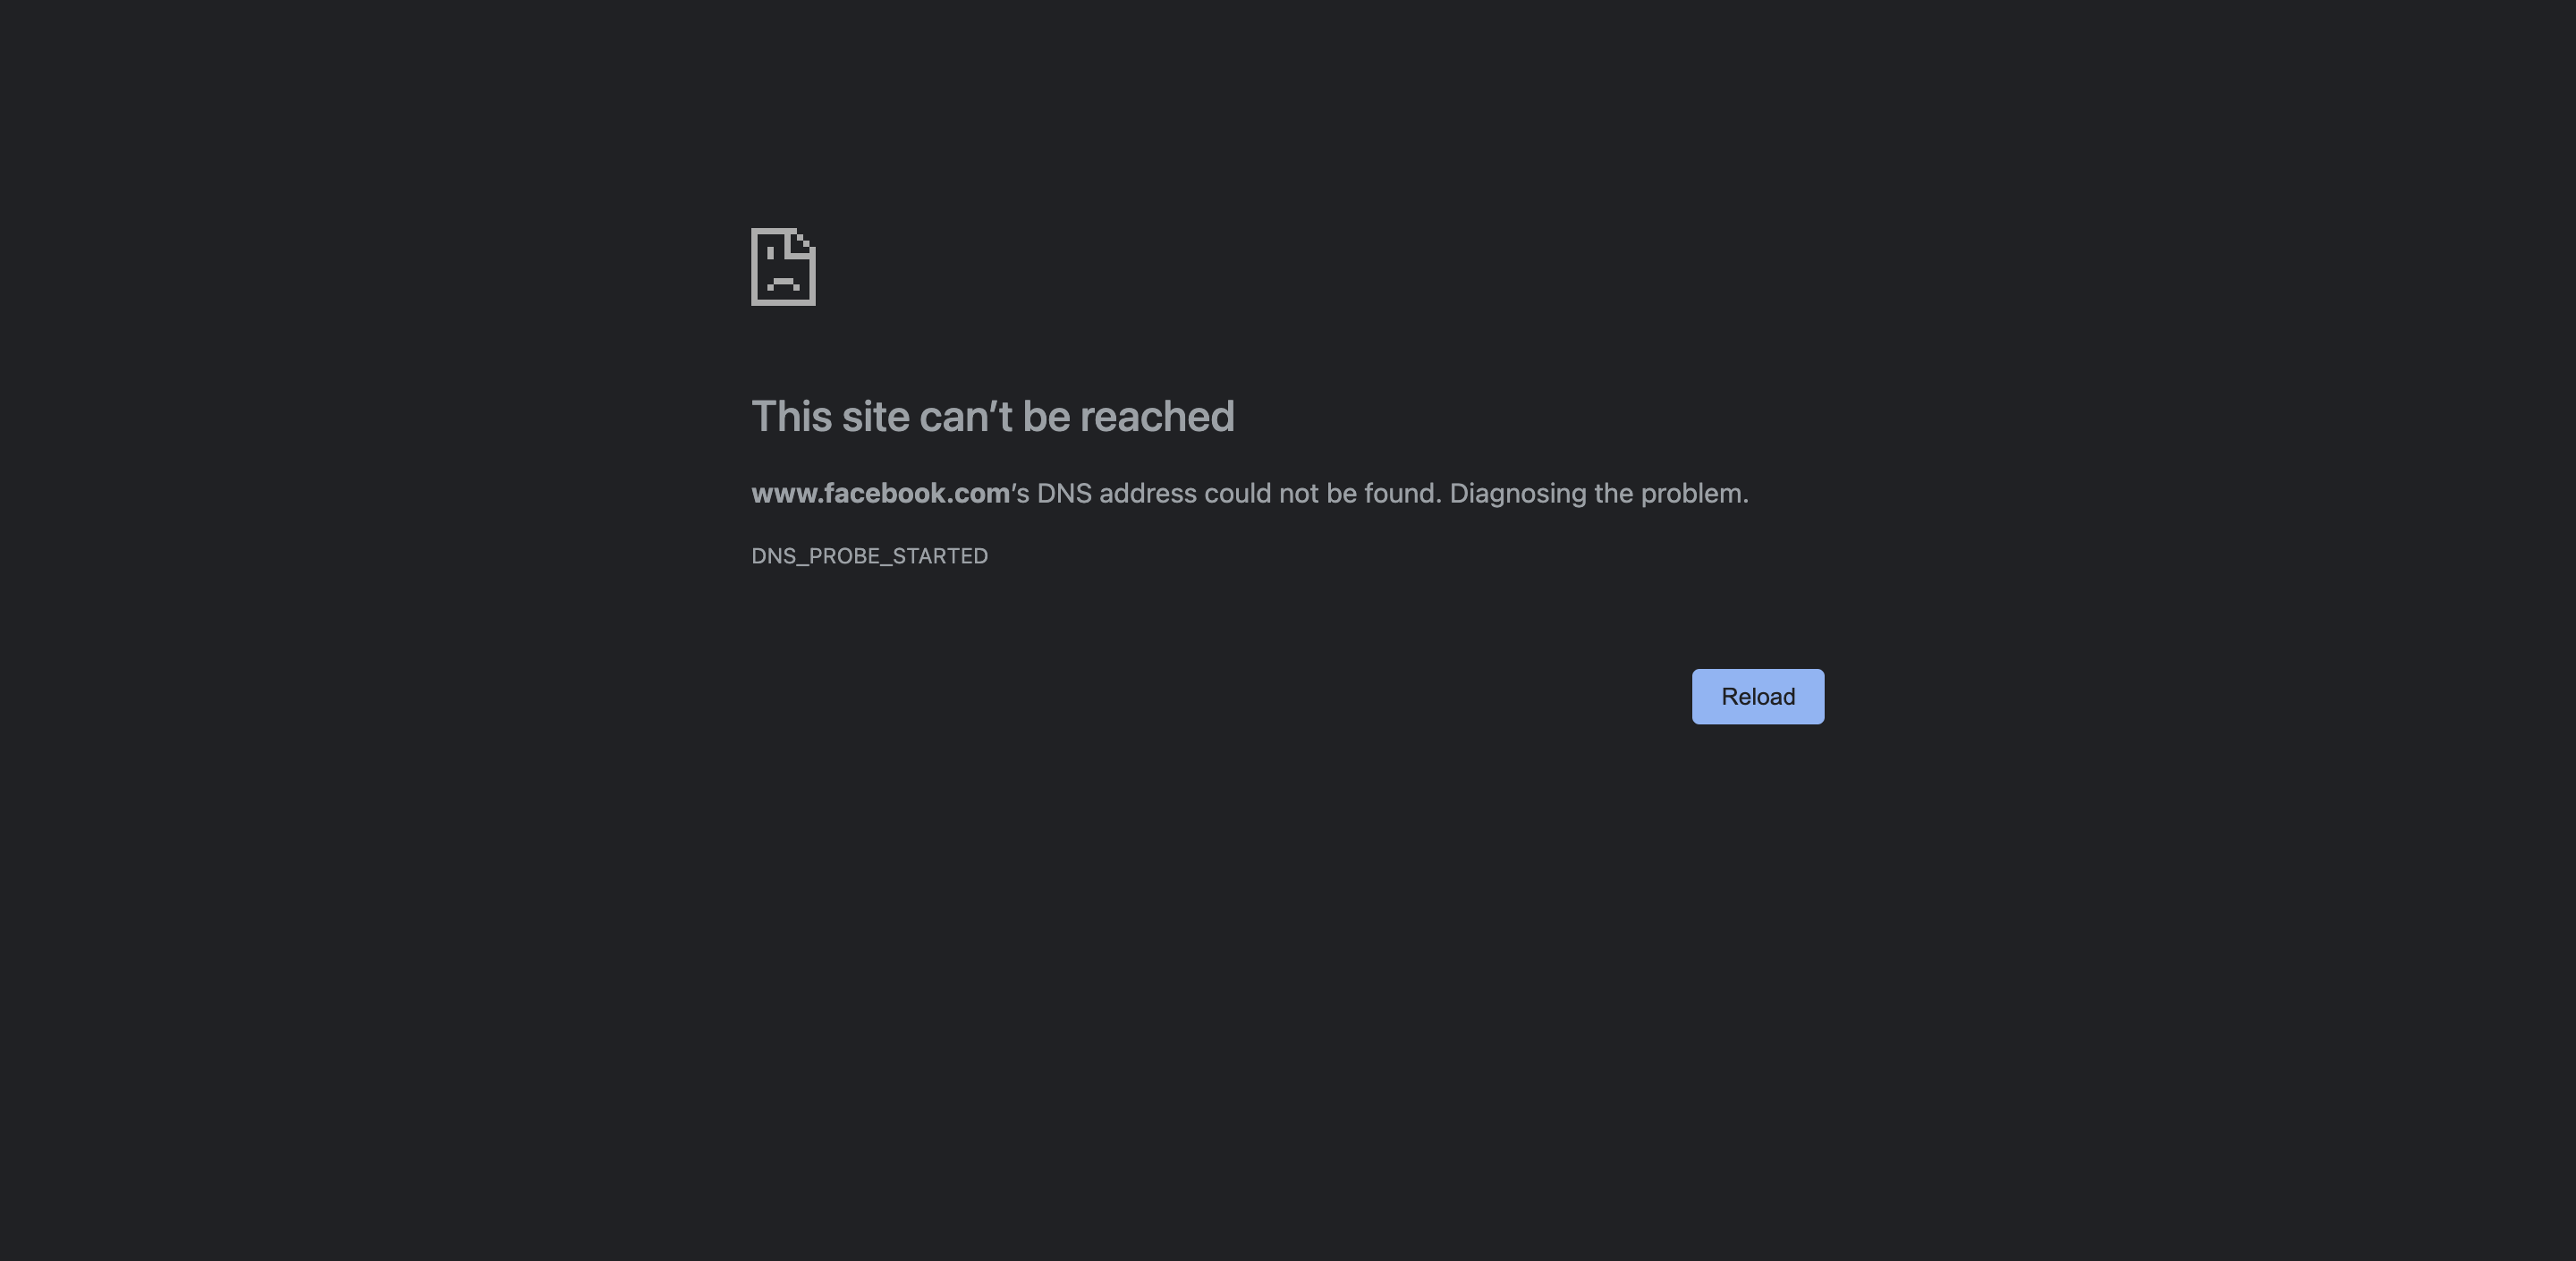 This site can’t be reached
www.facebook.com’s DNS address could not be found. Diagnosing the problem.
DNS_PROBE_STARTED
Reload